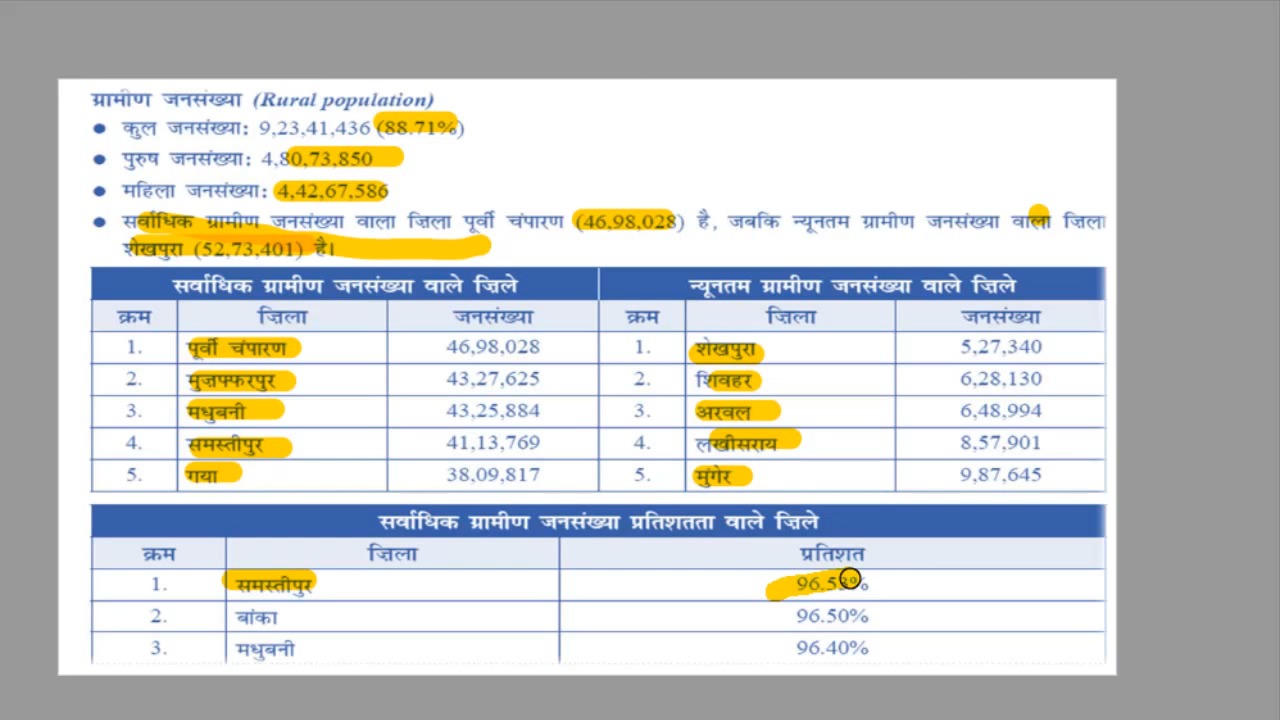 ग्रामीण जनसंख्या (Rural population)
● कुल जनसंख्या: 9,23,41,436 (88.71%)
● पुरुष जनसंख्या: 4,80,73,850
● महिला जनसंख्या: 4,42,67,586
● सर्वाधिक ग्रामीण जनसंख्या वाला ज़िला पूर्वी चंपारण (46,98,028) है, जबकि न्यूनतम ग्रामीण जनसंख्या वाला ज़िला
शेखपुरा (52,73,401) है।
सर्वाधिक ग्रामीण जनसंख्या वाले ज़िले न्यूनतम ग्रामीण जनसंख्या वाले ज़िले
क्रम ज़िला जनसंख्या क्रम ज़िला जनसंख्या
1. पूर्वी चंपारण 46,98,028 1. शेखपुरा 5,27,340
2. मुज़फ्फरपुर 43,27,625 2. शिवहर 6,28,130
3. मधुबनी 43,25,884 3. अरवल 6,48,994
4. समस्तीपुर 41,13,769 4. लखीसराय 8,57,901
5. गया 38,09,817 5. मुंगेर 9,87,645
सर्वाधिक ग्रामीण जनसंख्या प्रतिशतता वाले ज़िले
क्रम ज़िला प्रतिशत
1. समस्तीपुर 96.53%
2. बांका 96.50%
3. मधुबनी 96.40%